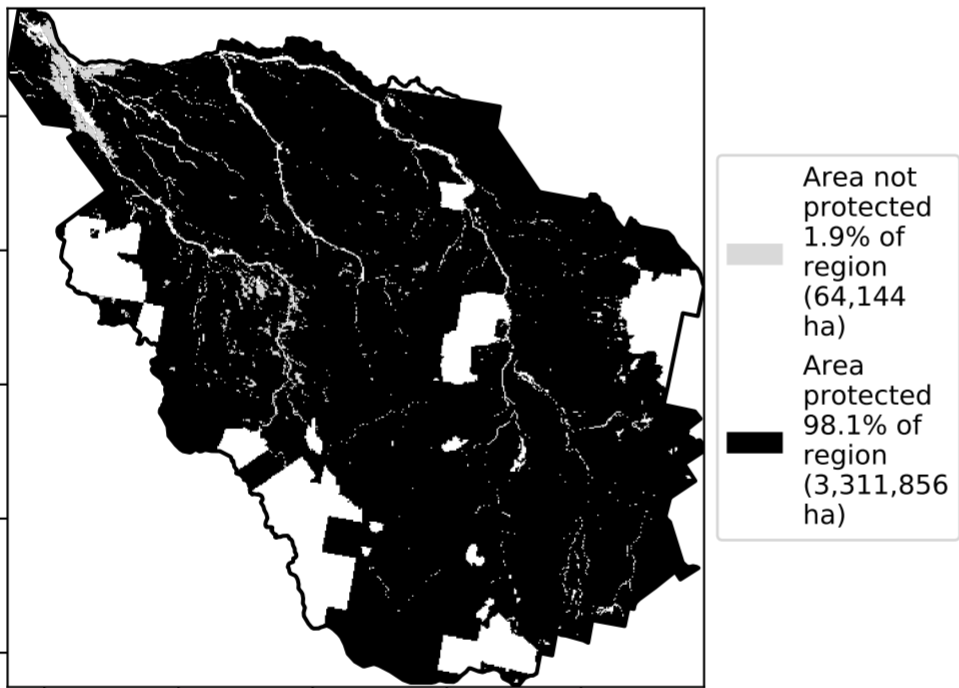 Area not
protected
1.9% of
region
(64,144
ha)
Area
protected
98.1% of
region
(3,311,856
ha)